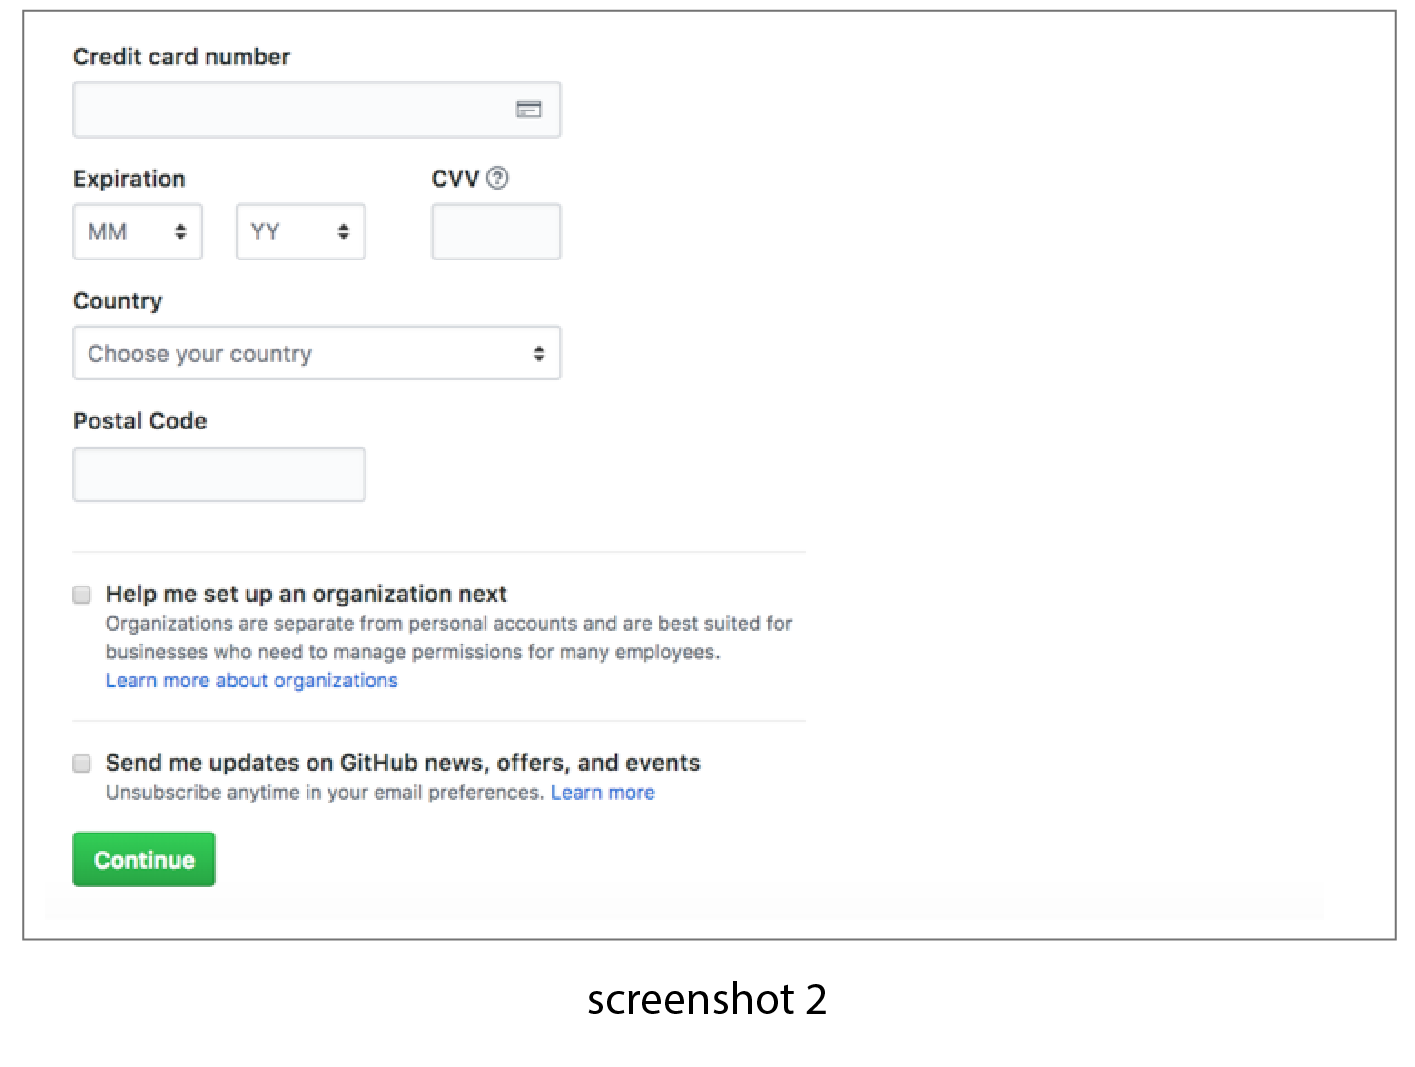 Credit card number
Expiration CVV ?
MM YY
Country
Choose your country
Postal Code
Help me set up an organization next
Organizations are separate from personal accounts and are best suited for
businesses who need to manage permissions for many employees.
Learn more about organizations
Send me updates on GitHub news, offers, and events
Unsubscribe anytime in your email preferences. Learn more
Continue
screenshot 2